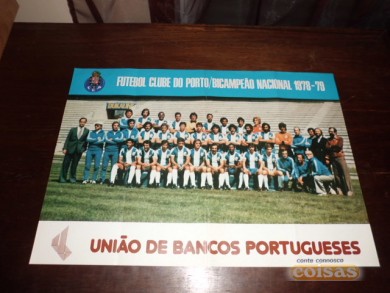 FUTEBOL CLUBE DO PORTO/BICAMPEÃO NACIONAL 1978-79
UNIÃO DE BANCOS PORTUGUESES
conte connosco
coisas